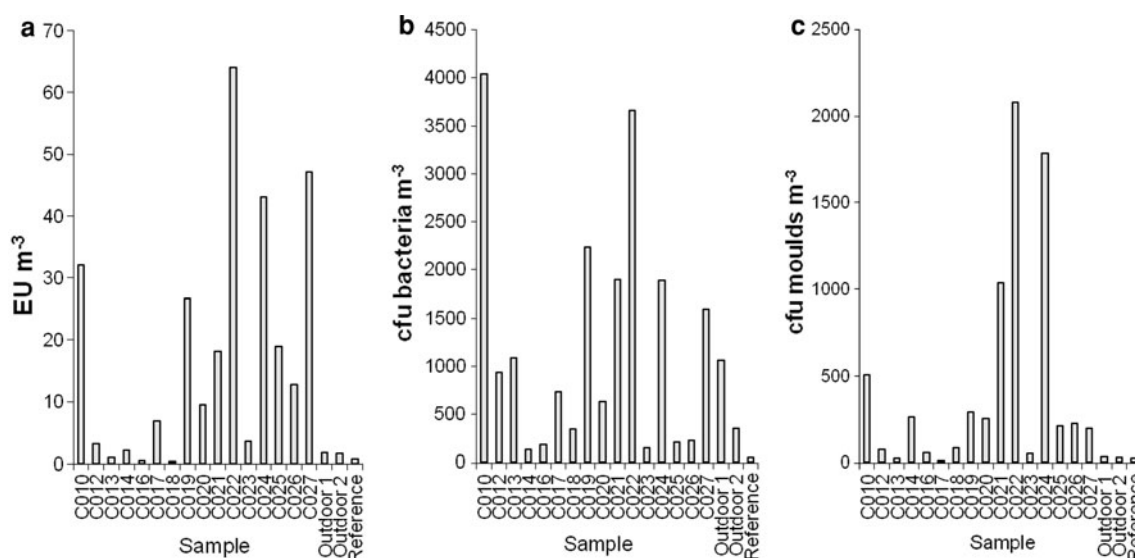 a
70
60
50
40
30
20
10
0
EU m-3
C010
C012
C013
C014
C016
C017
C018
C019
C020
C021
C022
C023
C024
C025
C026
C027
Outdoor 1
Outdoor 2
Reference
Sample
b
4500
4000
3500
3000
2500
2000
1500
1000
500
0
cfu bacteria m-3
C010
C012
C013
C014
C016
C017
C018
C019
C020
C021
C022
C023
C024
C025
C026
C027
Outdoor 1
Outdoor 2
Reference
Sample
c
2500
2000
1500
1000
500
0
cfu moulds m-3
C010
C012
C013
C014
C016
C017
C018
C019
C020
C021
C022
C023
C024
C025
C026
C027
Outdoor 1
Outdoor 2
Reference
Sample